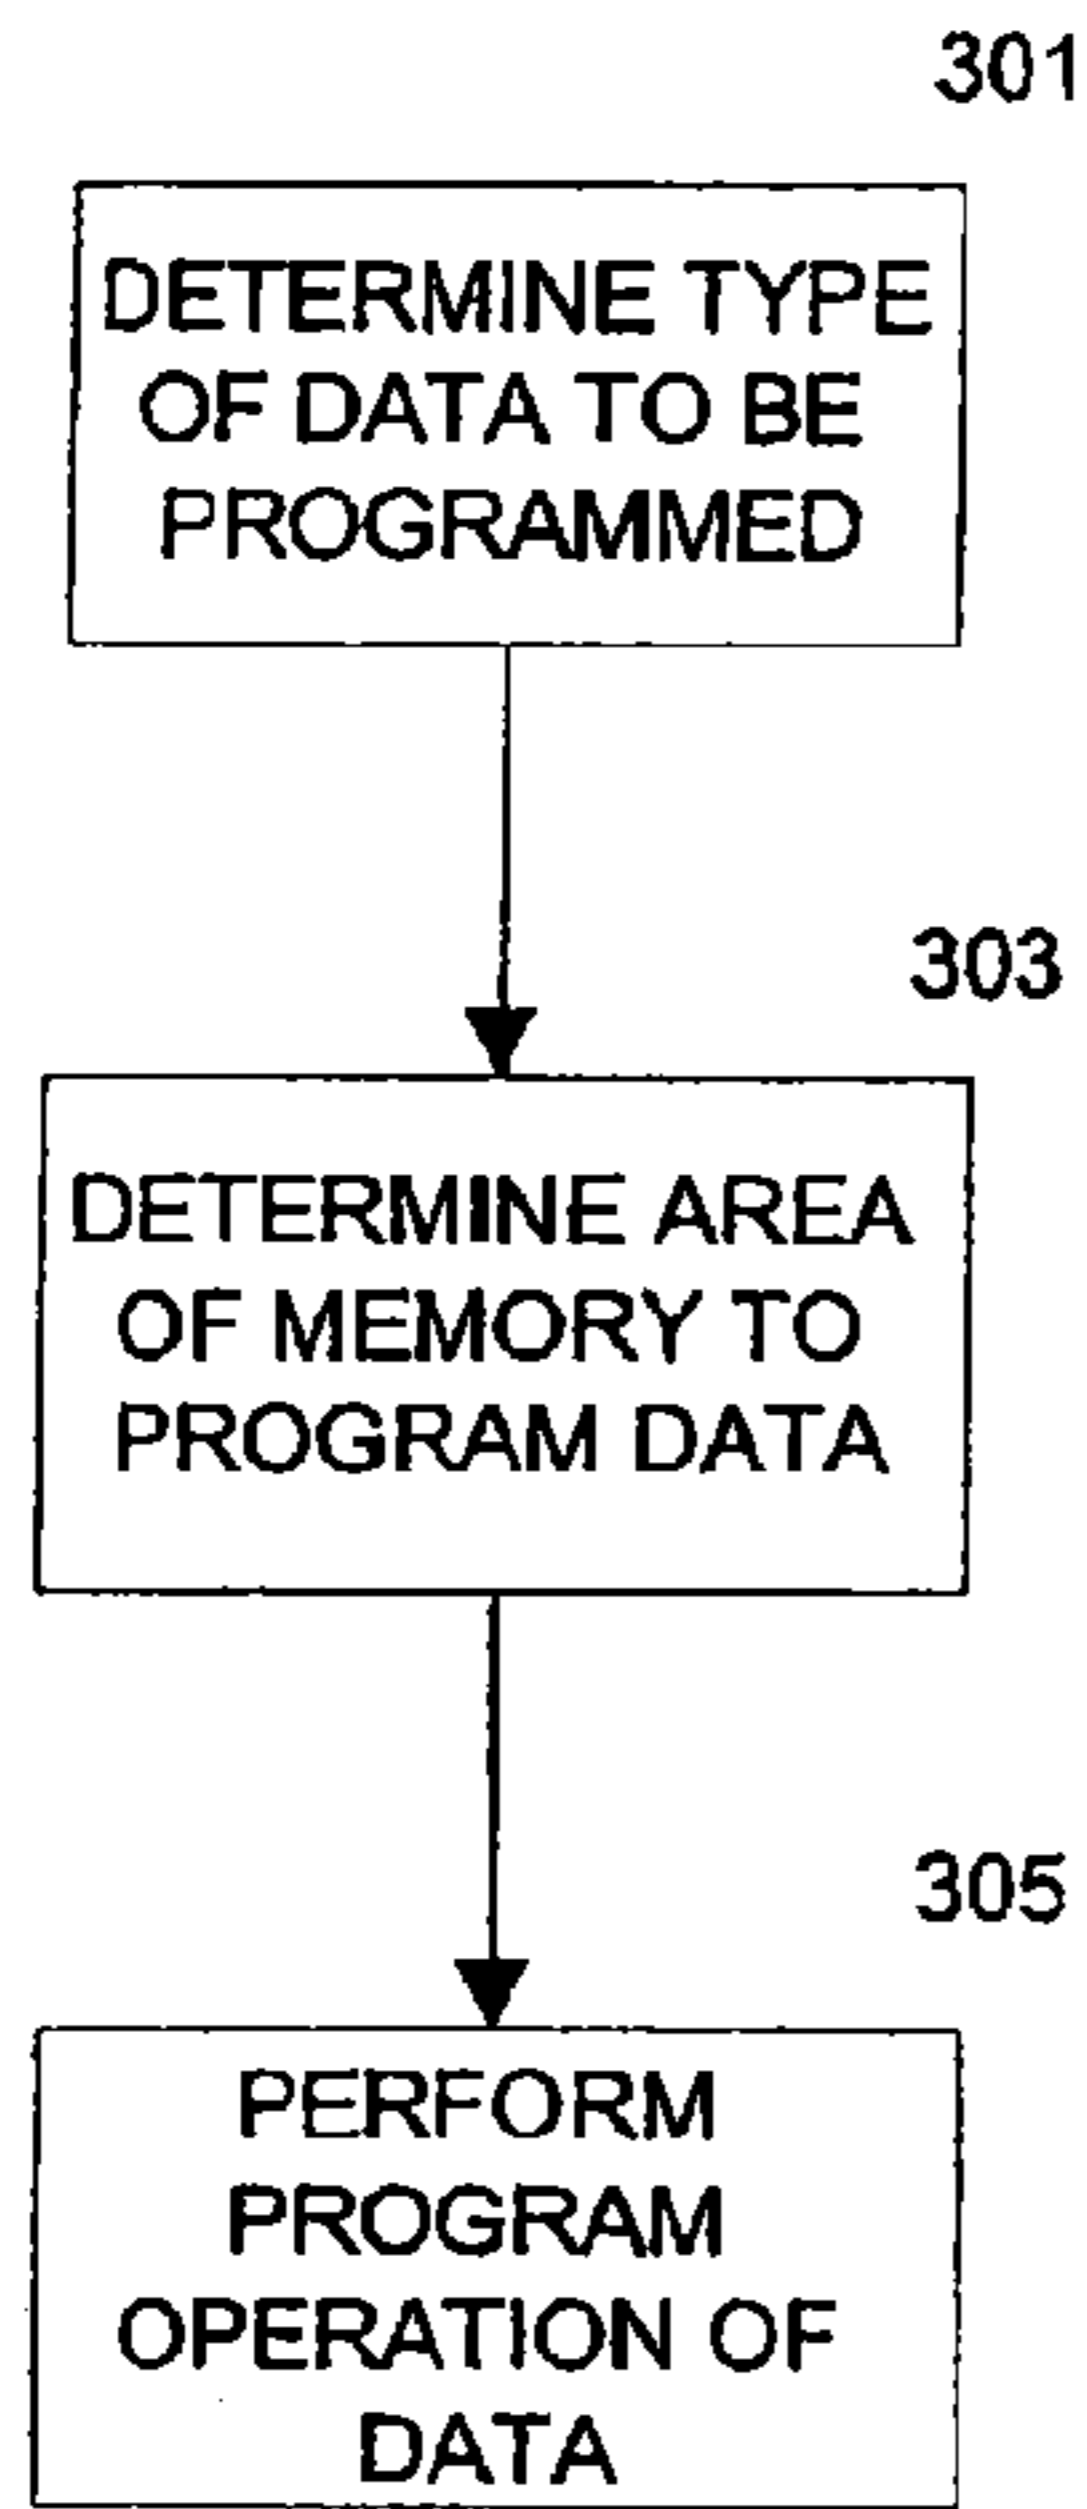 301
DETERMINE TYPE
OF DATA TO BE
PROGRAMMED
303
DETERMINE AREA
OF MEMORY TO
PROGRAM DATA
305
PERFORM
PROGRAM
OPERATION OF
DATA